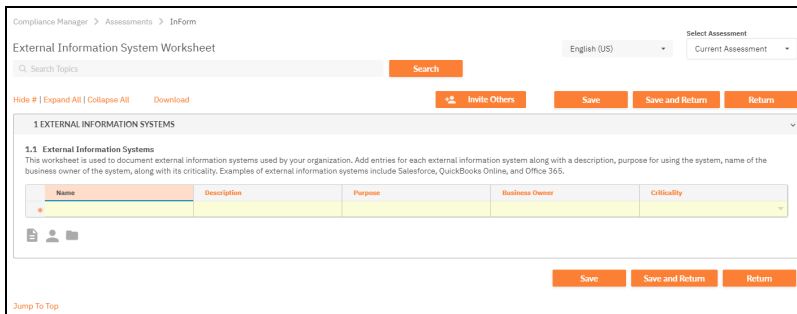 Compliance Manager > Assessments > InForm
Select Assessment
External Information System Worksheet
English (US)
Current Assessment
Search Topics
Search
Hide # | Expand All | Collapse All
Download
Invite Others
Save
Save and Return
Return
1 EXTERNAL INFORMATION SYSTEMS
1.1 External Information Systems
This worksheet is used to document external information systems used by your organization. Add entries for each external information system along with a description, purpose for using the system, name of the
business owner of the system, along with its criticality. Examples of external information systems include Salesforce, QuickBooks Online, and Office 365.
Name
Description
Purpose
Business Owner
Criticality
*
Save
Save and Return
Return
Jump To Top